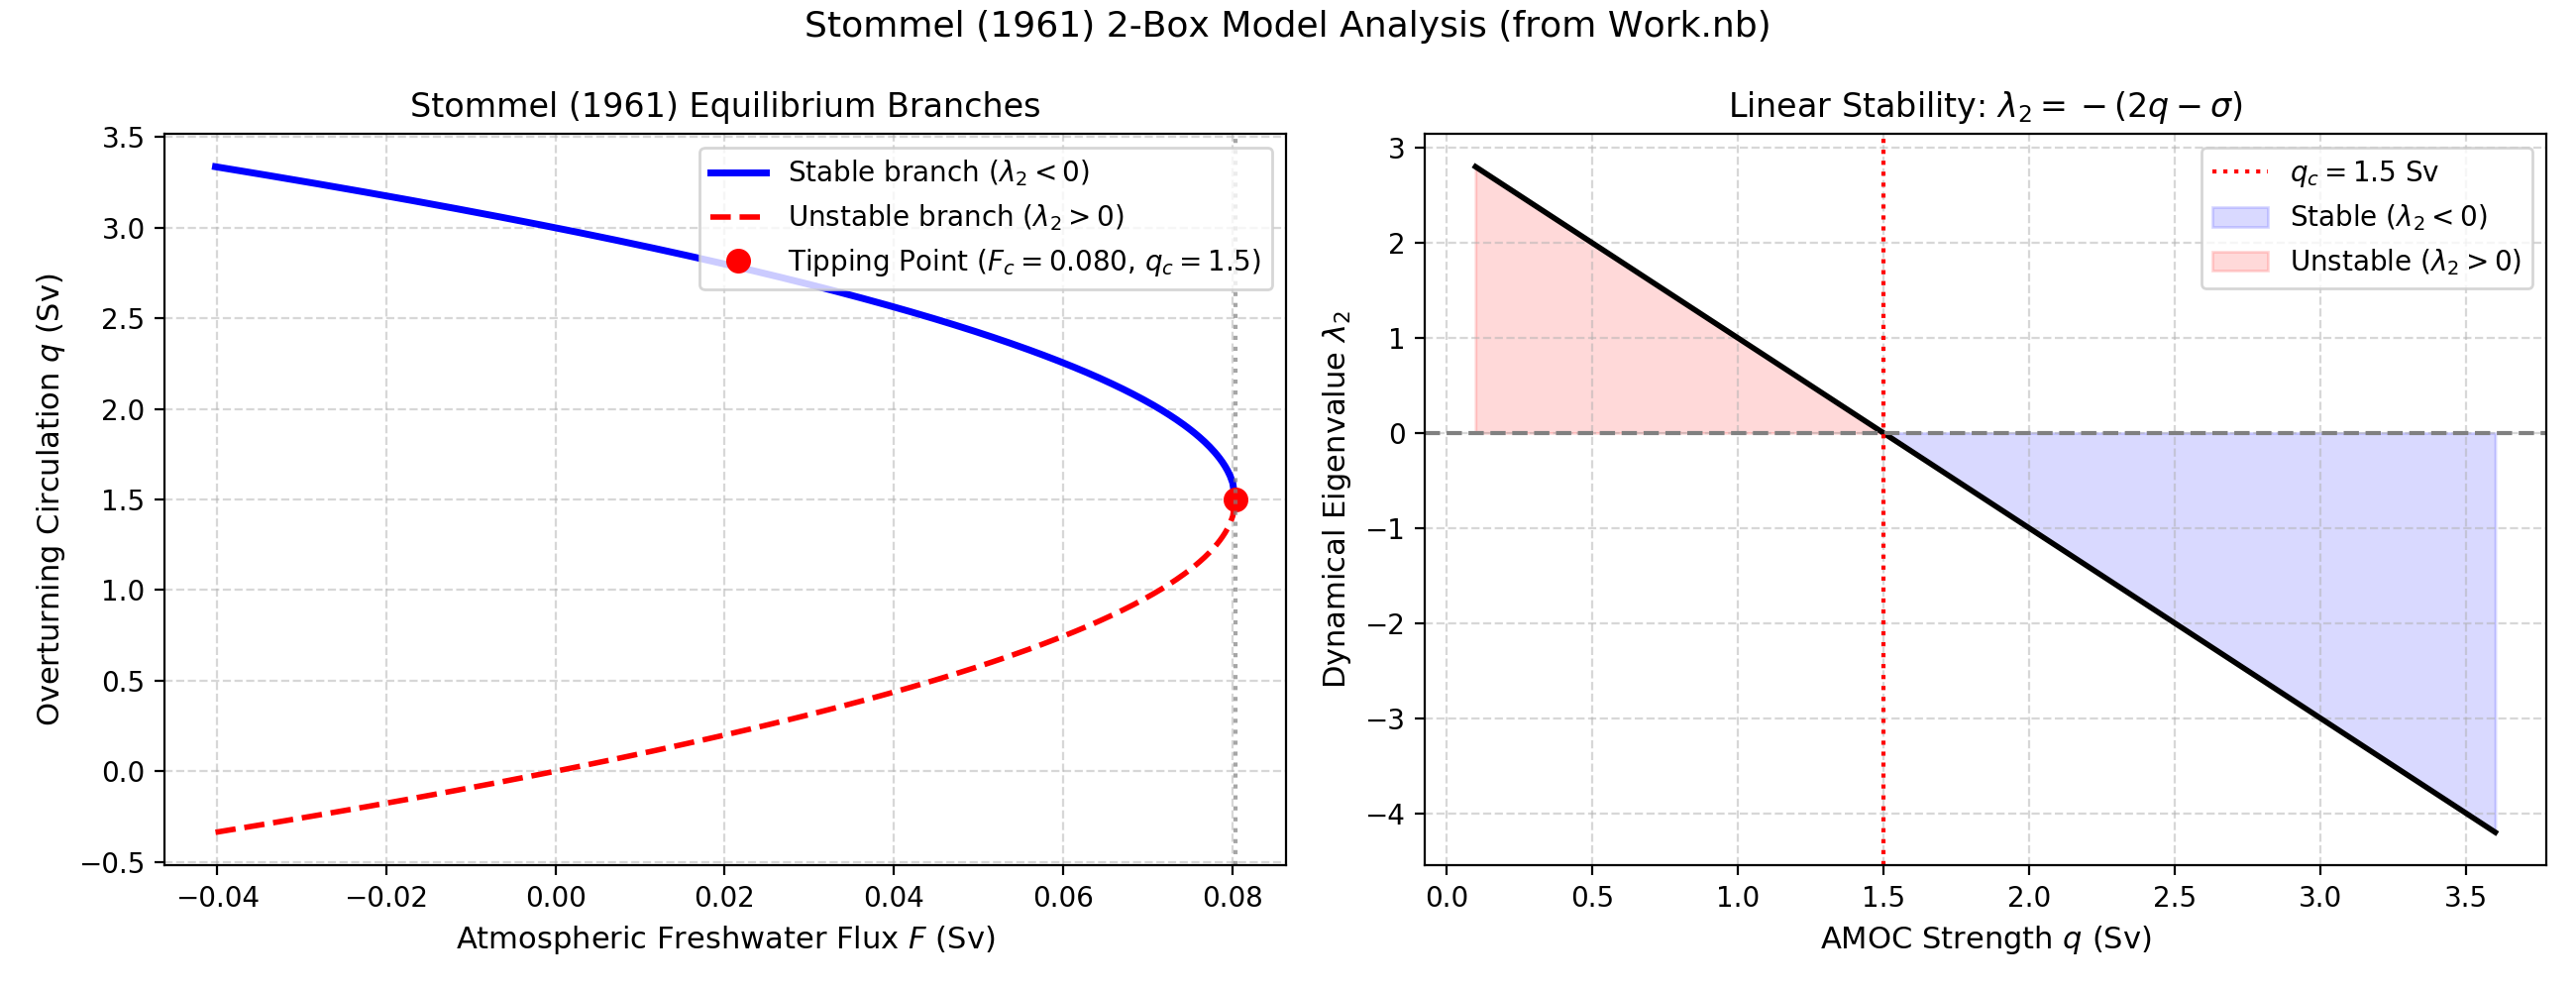 Stommel (1961) 2-Box Model Analysis (from Work.nb)
Stommel (1961) Equilibrium Branches
3.5
3.0
2.5
2.0
1.5
1.0
0.5
0.0
−0.5
Overturning Circulation q (Sv)
Stable branch (λ₂ < 0)
Unstable branch (λ₂ > 0)
Tipping Point (F_c = 0.080, q_c = 1.5)
−0.04 −0.02 0.00 0.02 0.04 0.06 0.08
Atmospheric Freshwater Flux F (Sv)
Linear Stability: λ₂ = −(2q − σ)
3
2
1
0
−1
−2
−3
−4
Dynamical Eigenvalue λ₂
q_c = 1.5 Sv
Stable (λ₂ < 0)
Unstable (λ₂ > 0)
0.0 0.5 1.0 1.5 2.0 2.5 3.0 3.5
AMOC Strength q (Sv)